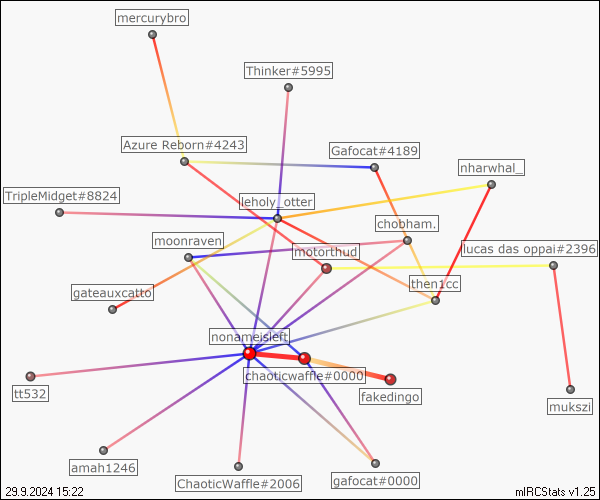 mercurybro
Thinker#5995
Azure Reborn#4243
Gafocat#4189
nharwhal_
TripleMidget#8824
leholy_otter
chobham.
moonraven
motorthud
lucas das oppai#2396
gateauxcatto
then1cc
nonameisleft
chaoticwaffle#0000
tt532
fakedingo
mukszi
amah1246
ChaoticWaffle#2006
gafocat#0000
29.9.2024 15:22
mIRCStats v1.25